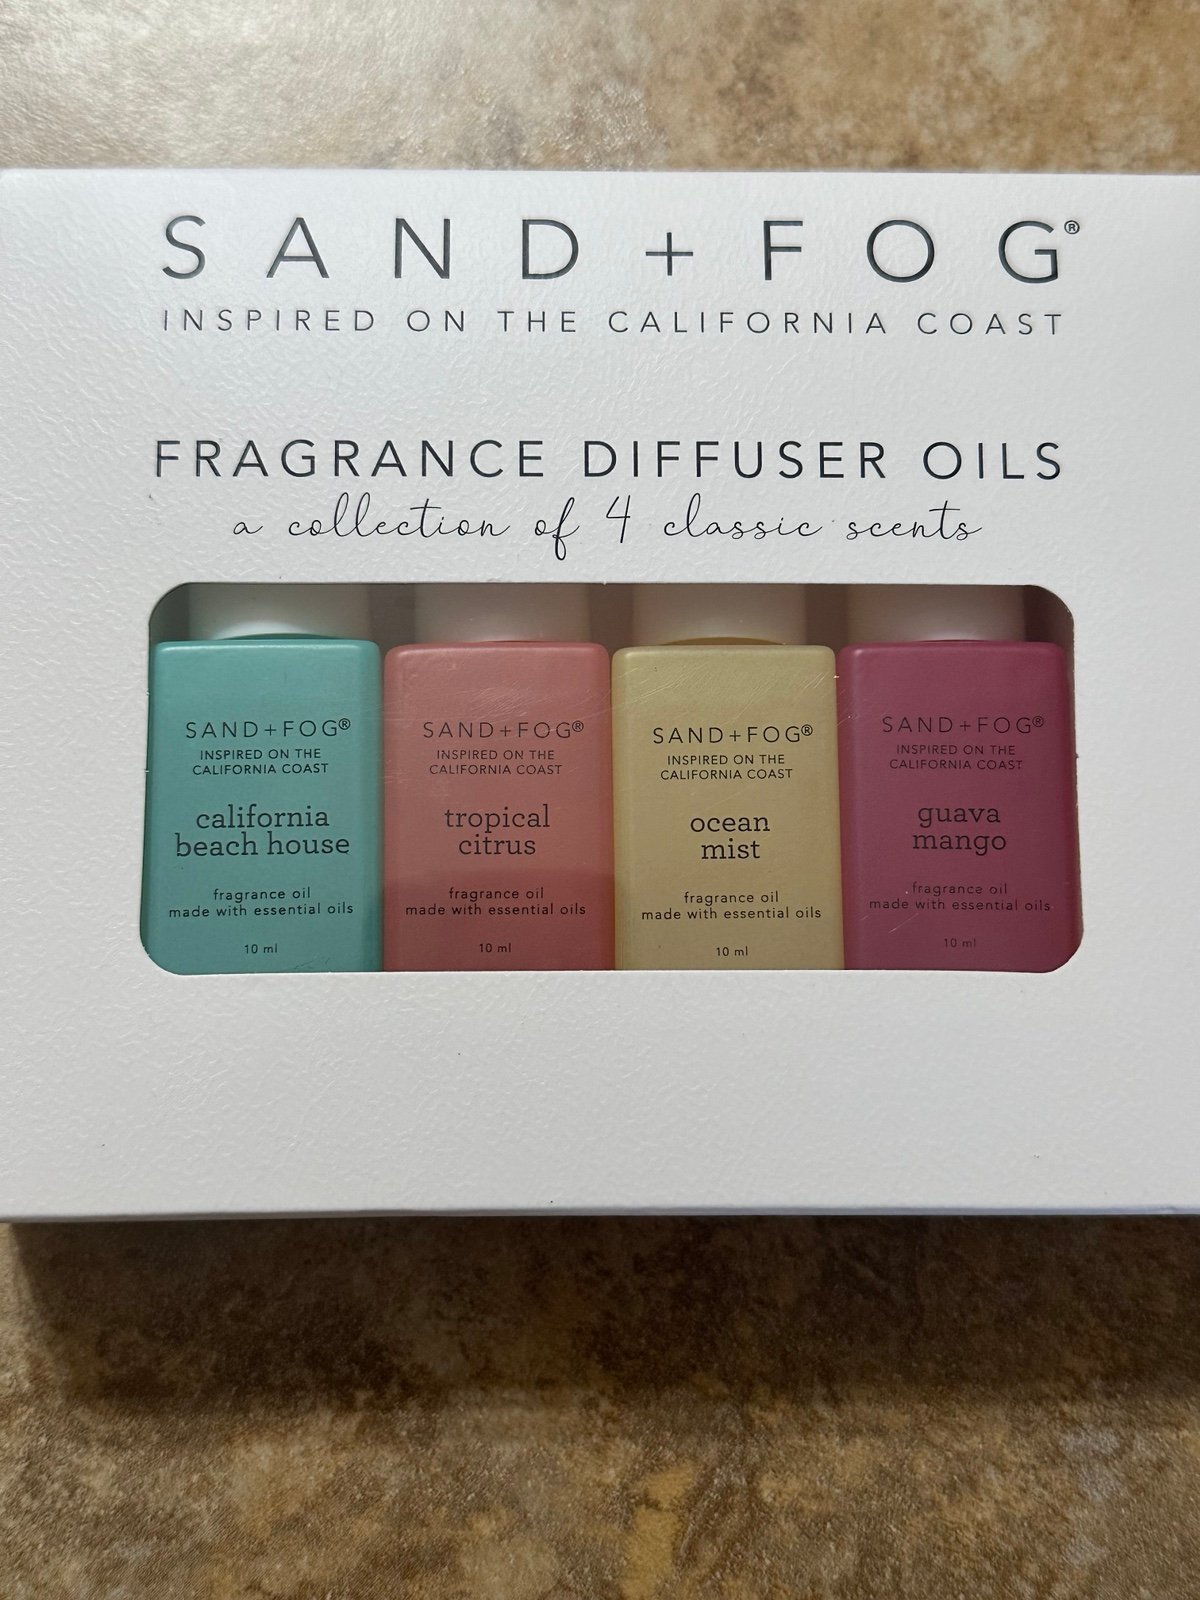 SAND + FOG®
INSPIRED ON THE CALIFORNIA COAST
FRAGRANCE DIFFUSER OILS
a collection of 4 classic scents
SAND+FOG®
INSPIRED ON THE
CALIFORNIA COAST
california
beach house
fragrance oil
made with essential oils
10 ml
SAND+FOG®
INSPIRED ON THE
CALIFORNIA COAST
tropical
citrus
fragrance oil
made with essential oils
10 ml
SAND+FOG®
INSPIRED ON THE
CALIFORNIA COAST
ocean
mist
fragrance oil
made with essential oils
10 ml
SAND+FOG®
INSPIRED ON THE
CALIFORNIA COAST
guava
mango
fragrance oil
made with essential oils
10 ml